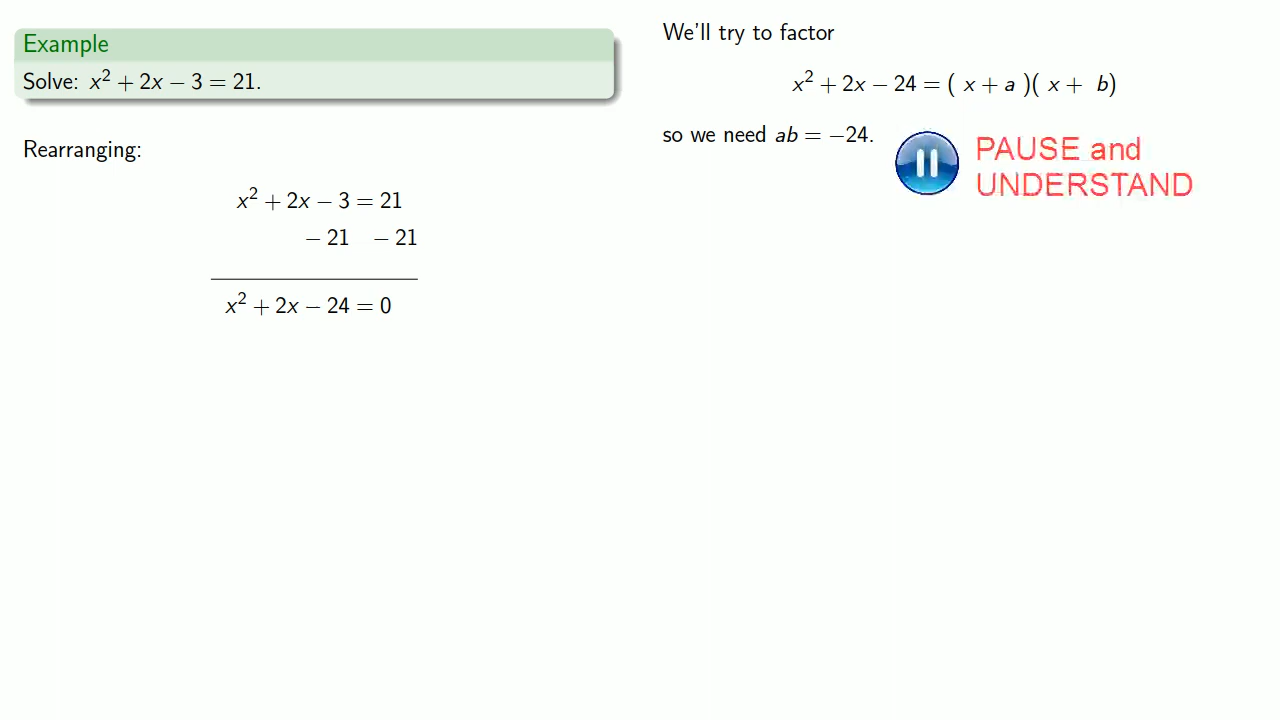 Example
Solve: x² + 2x − 3 = 21.
Rearranging:
x² + 2x − 3 = 21
− 21 − 21
x² + 2x − 24 = 0
We'll try to factor
x² + 2x − 24 = ( x + a )( x + b)
so we need ab = −24.
PAUSE and
UNDERSTAND